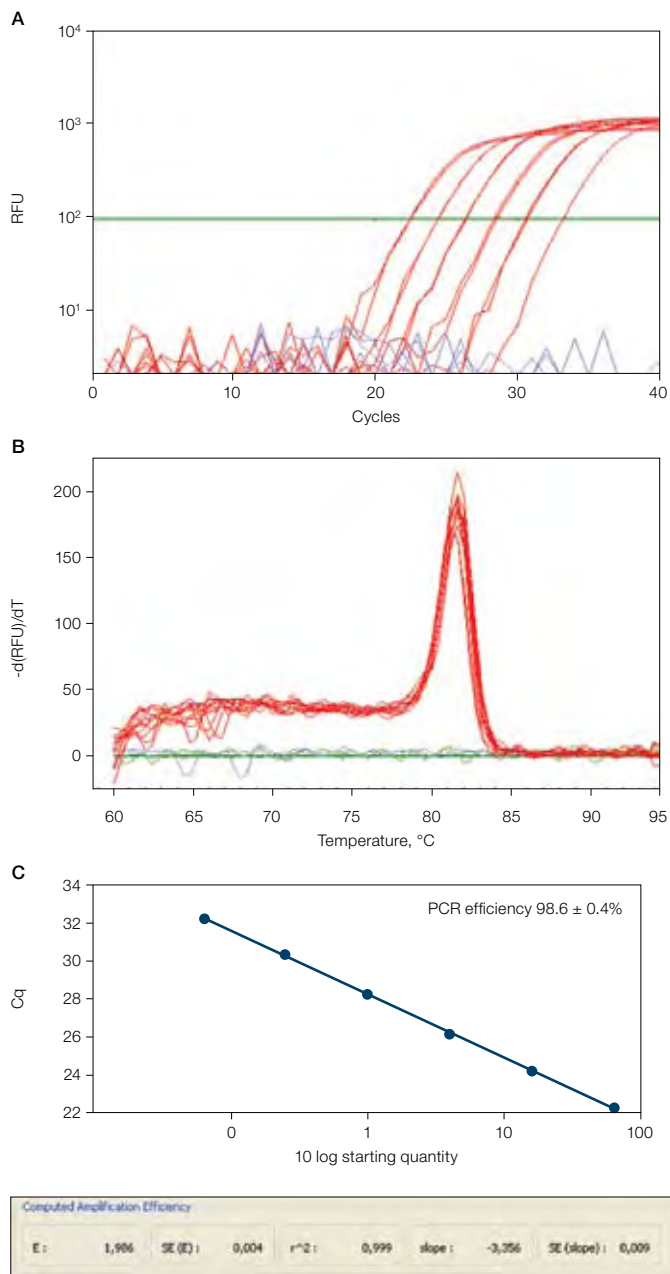 A
10⁴
10³
10²
10¹
RFU
0 10 20 30 40
Cycles
B
200
150
100
50
0
-d(RFU)/dT
60 65 70 75 80 85 90 95
Temperature, °C
C
34
32
30
28
26
24
22
Cq
PCR efficiency 98.6 ± 0.4%
0 1 10 100
10 log starting quantity
Computed Amplification Efficiency
E : 1,986 SE (E) : 0,004 r^2 : 0,999 slope : -3,356 SE (slope) : 0,009